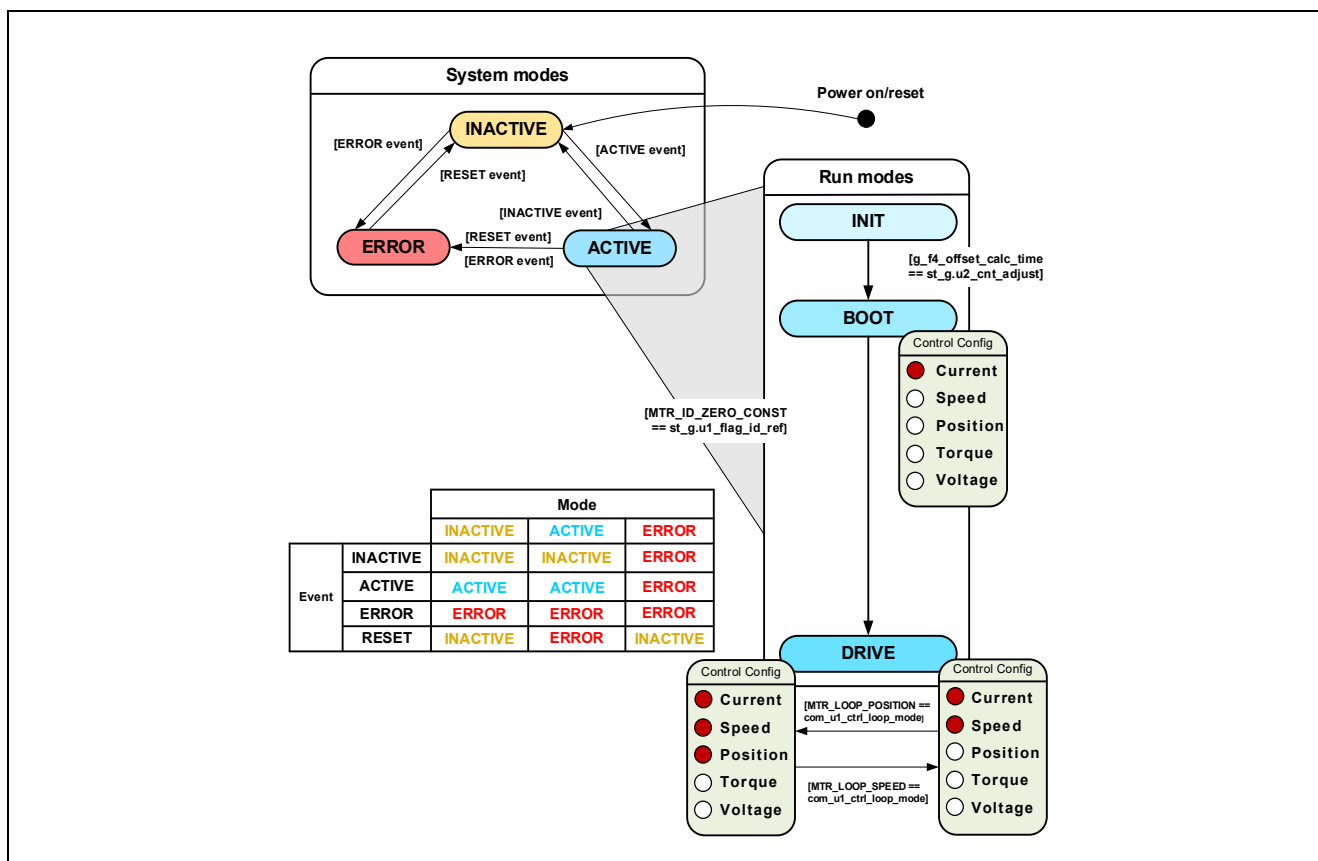 System modes
Power on/reset
INACTIVE
[ERROR event]
[ACTIVE event]
[RESET event]
[INACTIVE event]
ERROR
[RESET event]
[ERROR event]
ACTIVE
Run modes
INIT
[g_f4_offset_calc_time
== st_g.u2_cnt_adjust]
BOOT
Control Config
Current
Speed
Position
Torque
Voltage
[MTR_ID_ZERO_CONST
== st_g.u1_flag_id_ref]
Mode
INACTIVE ACTIVE ERROR
Event
INACTIVE INACTIVE INACTIVE ERROR
ACTIVE ACTIVE ACTIVE ERROR
ERROR ERROR ERROR ERROR
RESET INACTIVE ERROR INACTIVE
DRIVE
Control Config
Current
Speed
Position
Torque
Voltage
[MTR_LOOP_POSITION ==
com_u1_ctrl_loop_mode]
[MTR_LOOP_SPEED ==
com_u1_ctrl_loop_mode]
Control Config
Current
Speed
Position
Torque
Voltage